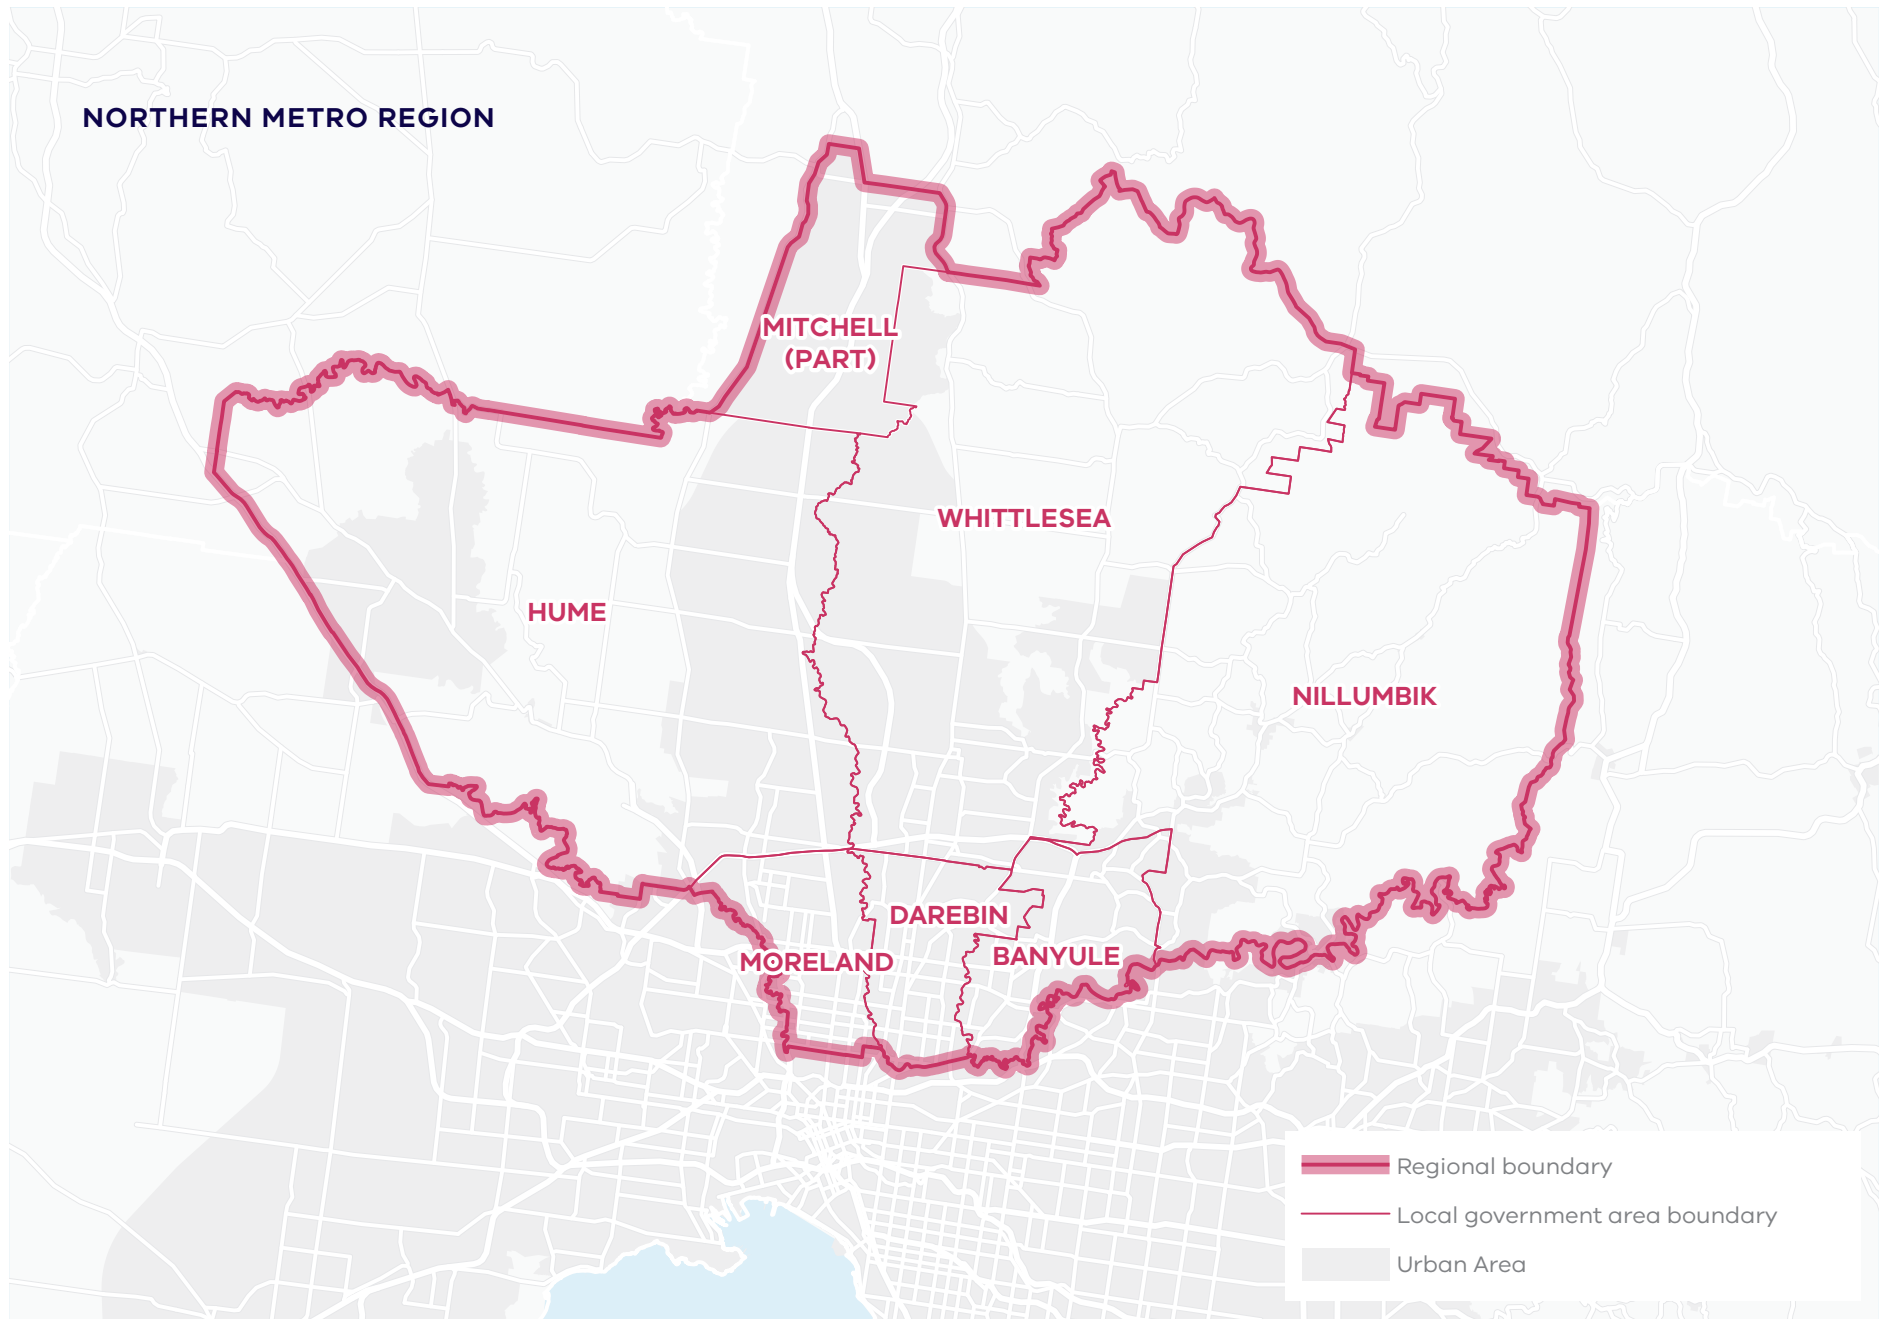 NORTHERN METRO REGION
MITCHELL
(PART)
WHITTLESEA
HUME
NILLUMBIK
DAREBIN
BANYULE
MORELAND
Regional boundary
Local government area boundary
Urban Area